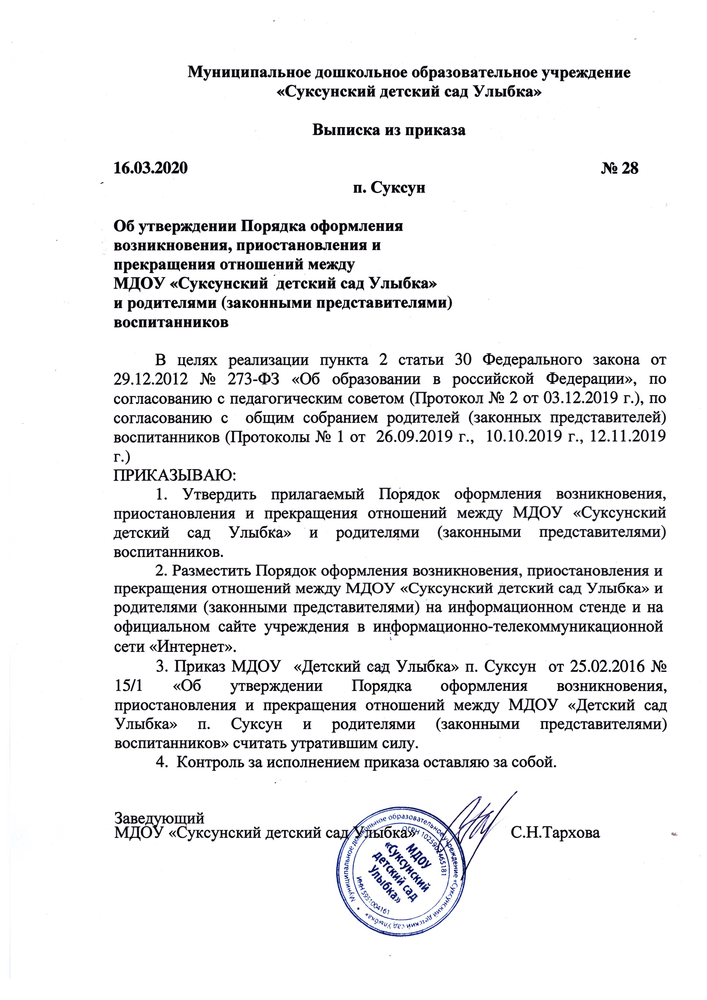 Муниципальное дошкольное образовательное учреждение
«Суксунский детский сад Улыбка»
Выписка из приказа
16.03.2020 № 28
п. Суксун
Об утверждении Порядка оформления
возникновения, приостановления и
прекращения отношений между
МДОУ «Суксунский детский сад Улыбка»
и родителями (законными представителями)
воспитанников
В целях реализации пункта 2 статьи 30 Федерального закона от
29.12.2012 № 273-ФЗ «Об образовании в российской Федерации», по
согласованию с педагогическим советом (Протокол № 2 от 03.12.2019 г.), по
согласованию с общим собранием родителей (законных представителей)
воспитанников (Протоколы № 1 от 26.09.2019 г., 10.10.2019 г., 12.11.2019
г.)
ПРИКАЗЫВАЮ:
1. Утвердить прилагаемый Порядок оформления возникновения,
приостановления и прекращения отношений между МДОУ «Суксунский
детский сад Улыбка» и родителями (законными представителями)
воспитанников.
2. Разместить Порядок оформления возникновения, приостановления и
прекращения отношений между МДОУ «Суксунский детский сад Улыбка» и
родителями (законными представителями) на информационном стенде и на
официальном сайте учреждения в информационно-телекоммуникационной
сети «Интернет».
3. Приказ МДОУ «Детский сад Улыбка» п. Суксун от 25.02.2016 №
15/1 «Об утверждении Порядка оформления возникновения,
приостановления и прекращения отношений между МДОУ «Детский сад
Улыбка» п. Суксун и родителями (законными представителями)
воспитанников» считать утратившим силу.
4. Контроль за исполнением приказа оставляю за собой.
Заведующий
МДОУ «Суксунский детский сад Улыбка» С.Н.Тархова
Муниципальное дошкольное образовательное учреждение «Суксунский детский сад Улыбка»
ОГРН 1025902465181
ИНН 5951004161
МДОУ
«Суксунский
детский сад
Улыбка»